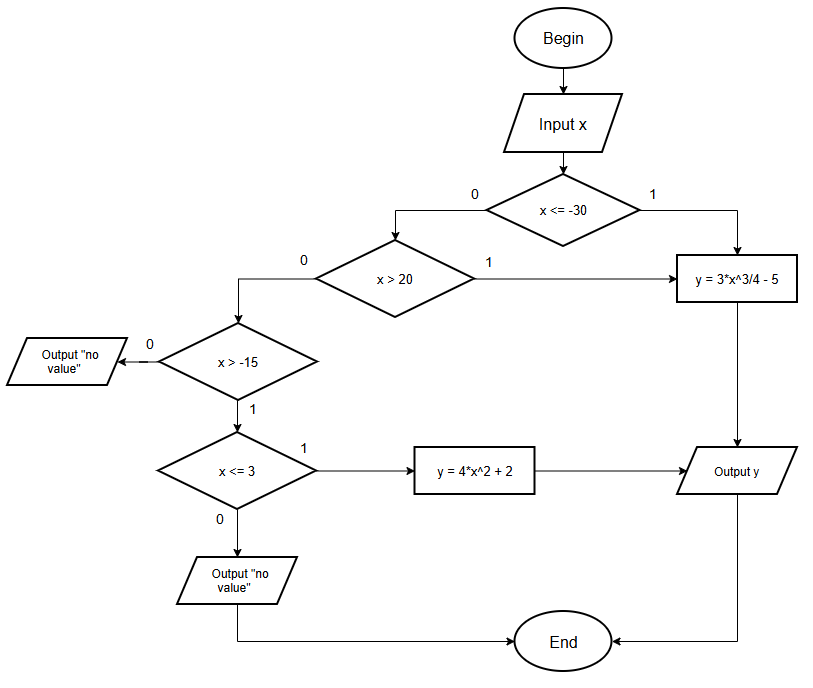 Begin
Input x
0
1
x <= -30
0
1
x > 20
y = 3*x^3/4 - 5
0
Output "no
value"
x > -15
1
1
x <= 3
y = 4*x^2 + 2
Output y
0
Output "no
value"
End